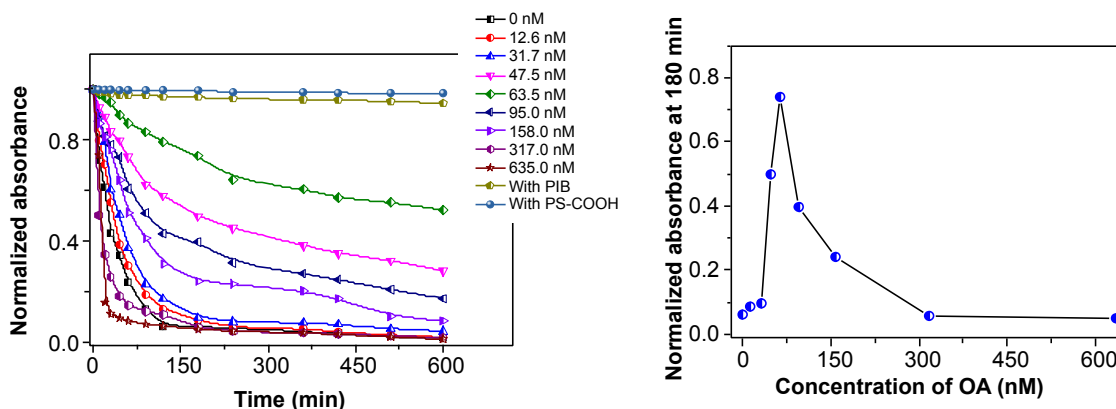 0 nM
12.6 nM
31.7 nM
47.5 nM
63.5 nM
95.0 nM
158.0 nM
317.0 nM
635.0 nM
With PIB
With PS-COOH
Normalized absorbance
0.8
0.4
0.0
0 150 300 450 600
Time (min)
Normalized absorbance at 180 min
0.8
0.6
0.4
0.2
0.0
0 150 300 450 600
Concentration of OA (nM)